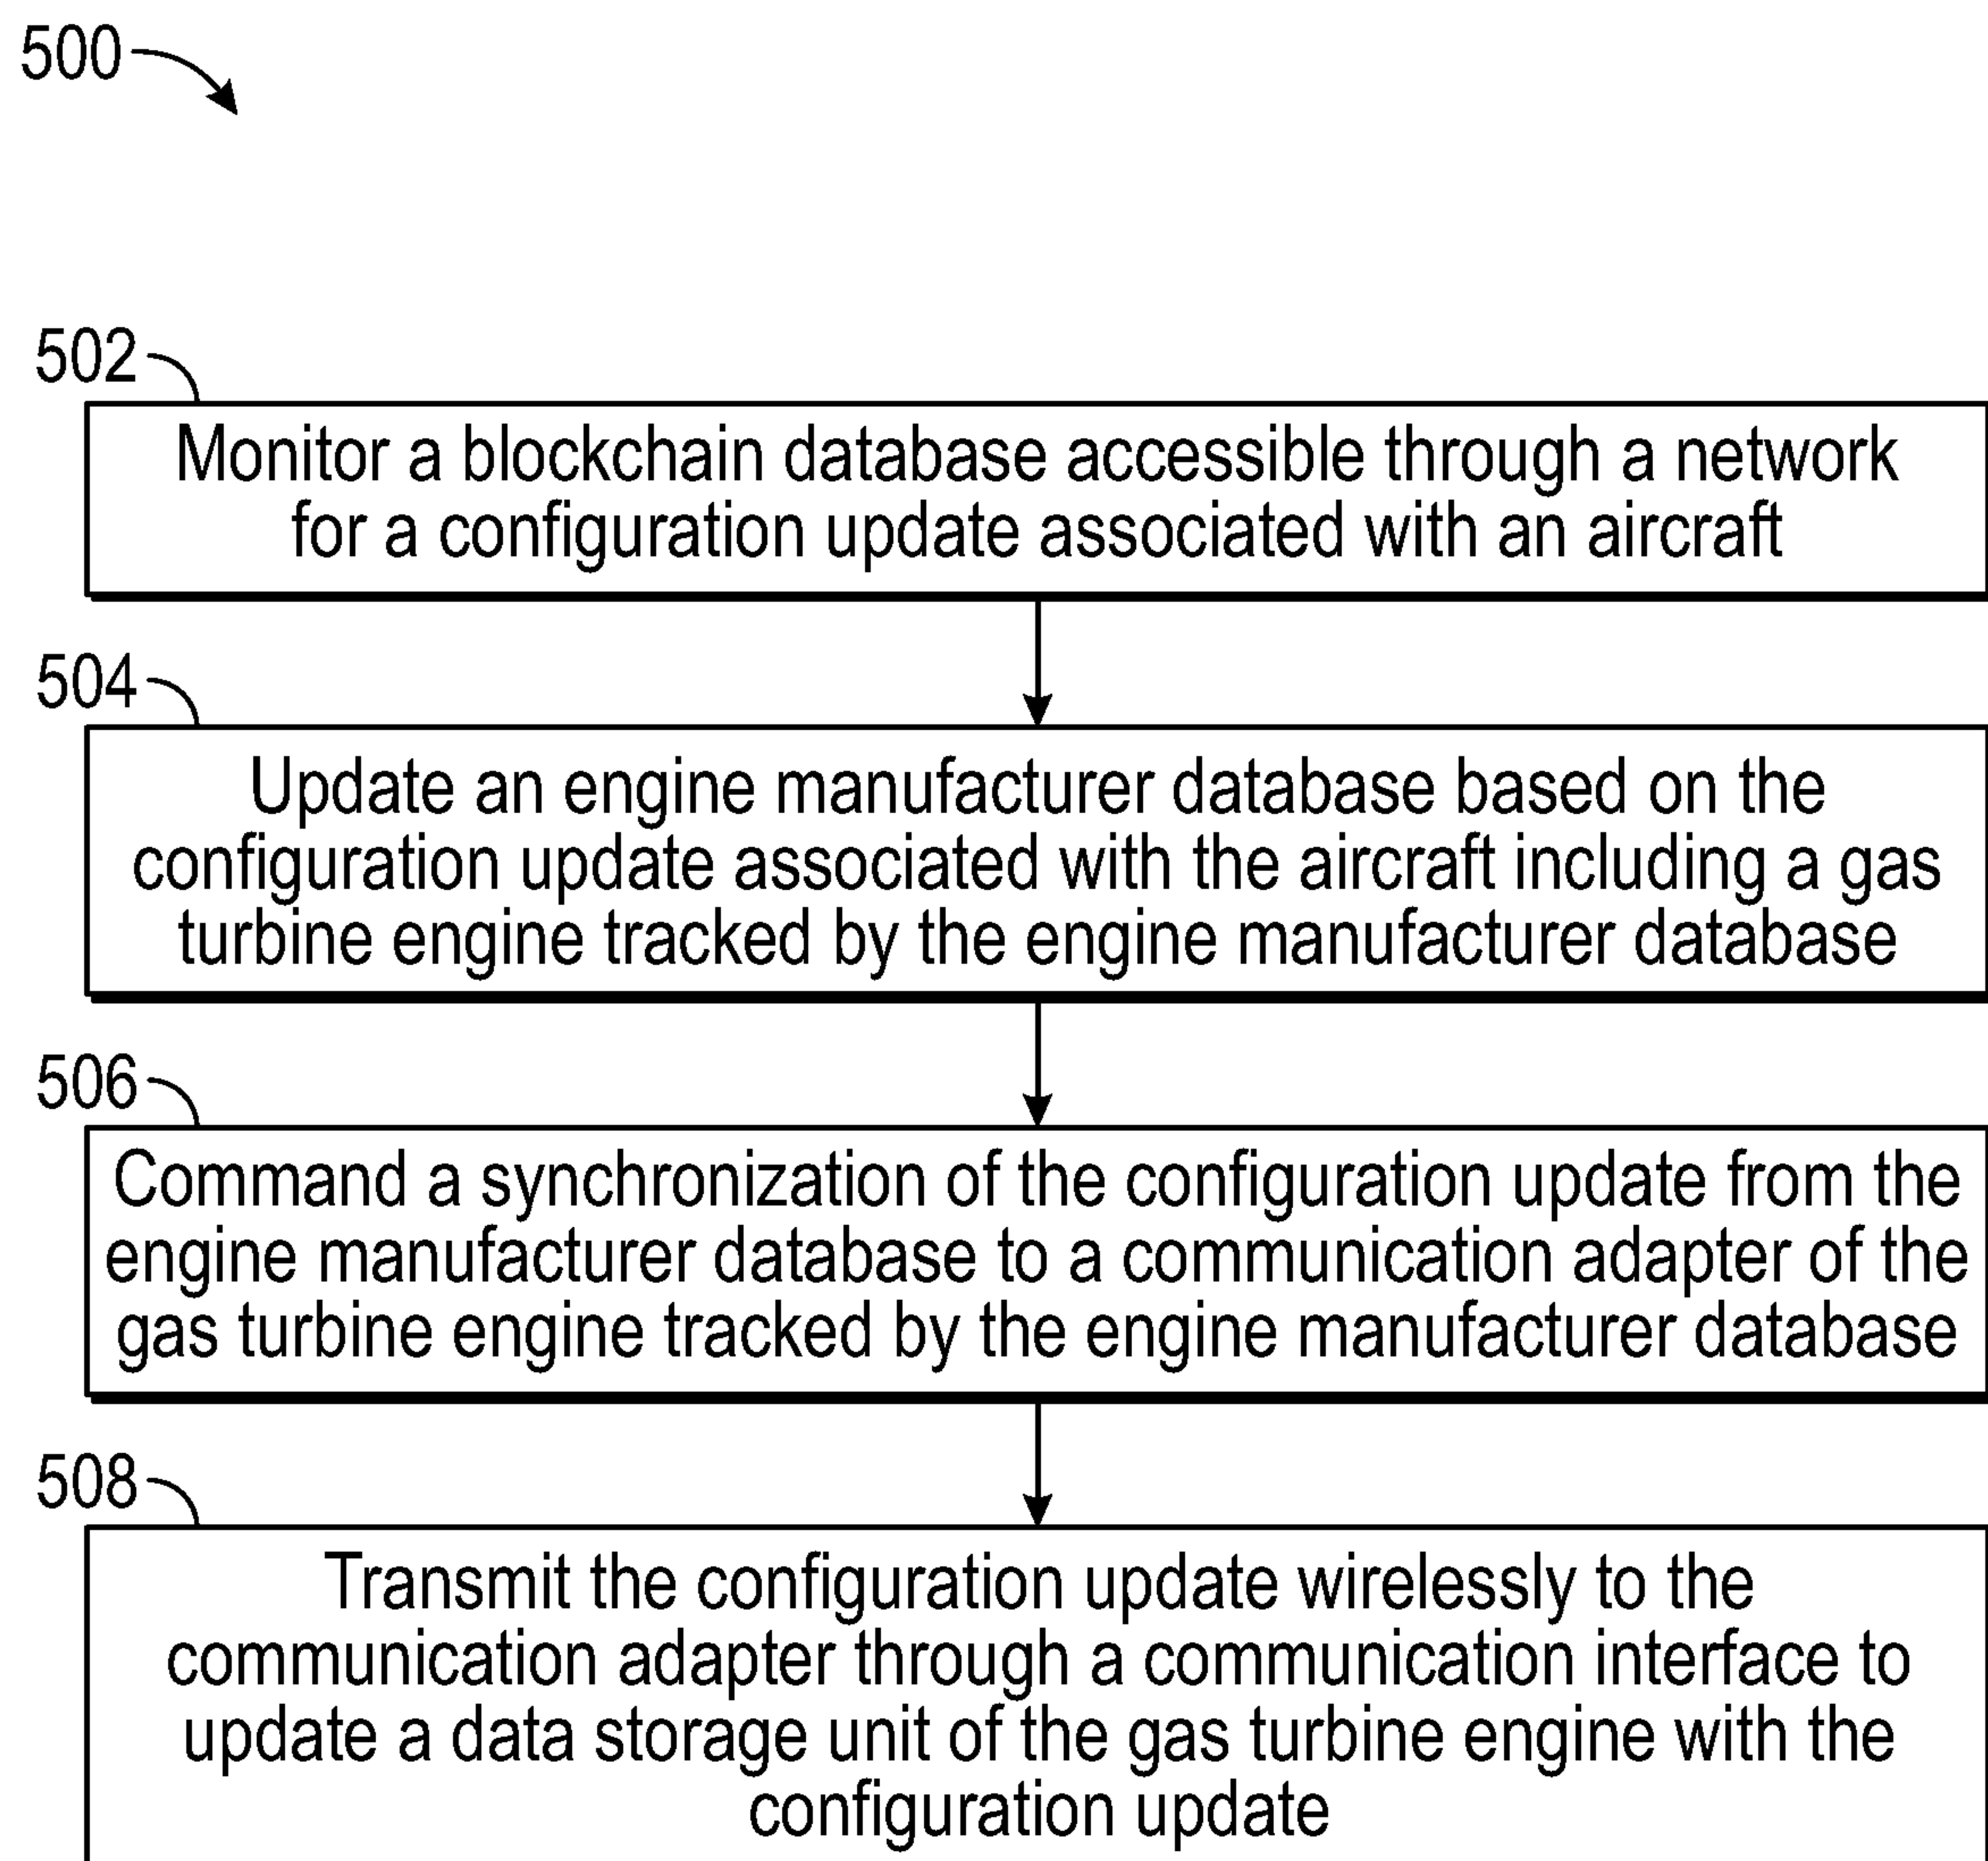 500
502
Monitor a blockchain database accessible through a network
for a configuration update associated with an aircraft
504
Update an engine manufacturer database based on the
configuration update associated with the aircraft including a gas
turbine engine tracked by the engine manufacturer database
506
Command a synchronization of the configuration update from the
engine manufacturer database to a communication adapter of the
gas turbine engine tracked by the engine manufacturer database
508
Transmit the configuration update wirelessly to the
communication adapter through a communication interface to
update a data storage unit of the gas turbine engine with the
configuration update